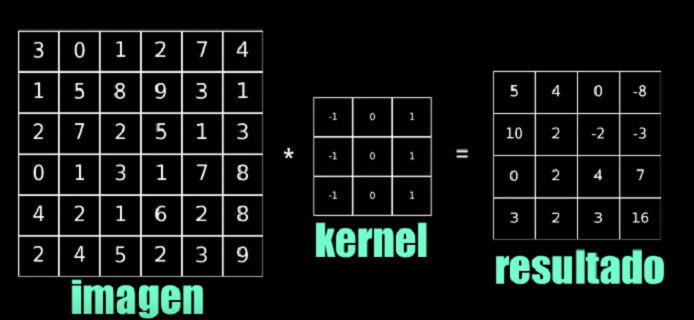 3 0 1 2 7 4
1 5 8 9 3 1
2 7 2 5 1 3
0 1 3 1 7 8
4 2 1 6 2 8
2 4 5 2 3 9
imagen
*
-1 0 1
-1 0 1
-1 0 1
kernel
=
5 4 0 -8
10 2 -2 -3
0 2 4 7
3 2 3 16
resultado